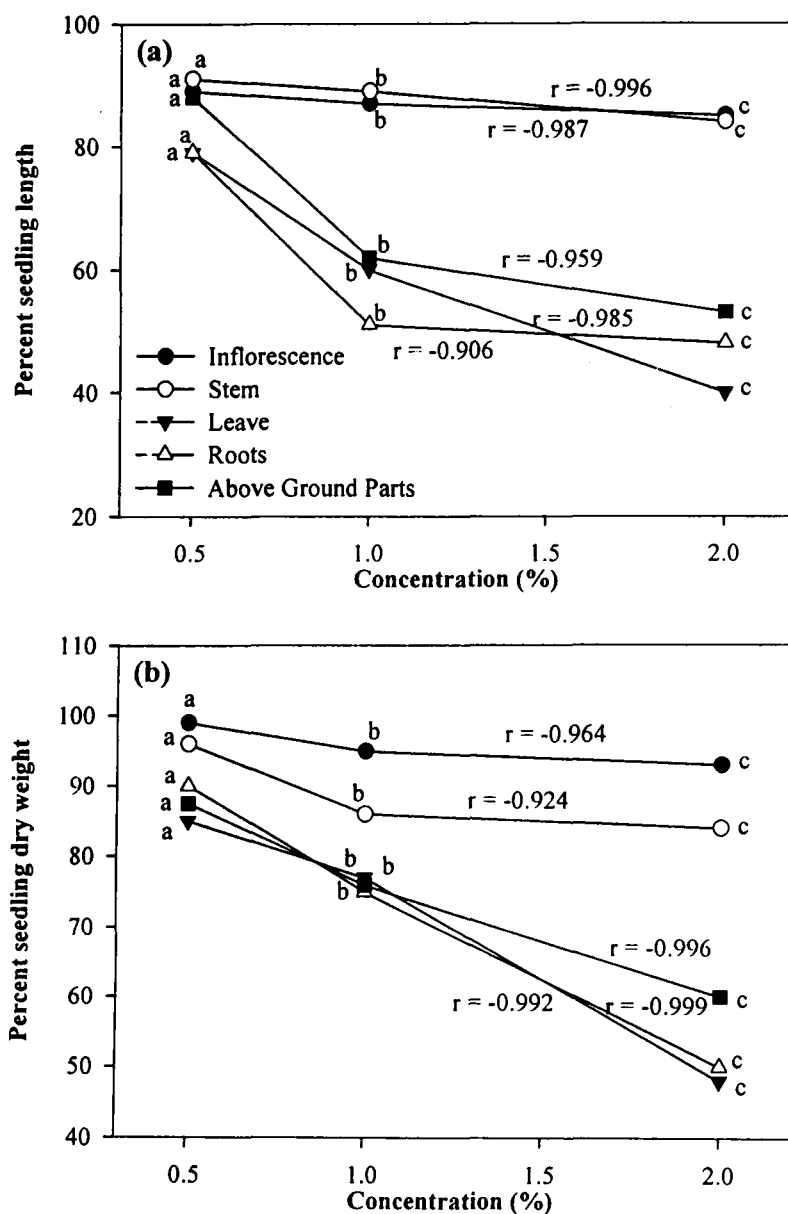 (a)
100
80
60
40
20
Percent seedling length
a
a
a
a
a
b
b
b
b
b
c
c
c
c
c
r = -0.996
r = -0.987
r = -0.959
r = -0.985
r = -0.906
Inflorescence
Stem
Leave
Roots
Above Ground Parts
0.5
1.0
1.5
2.0
Concentration (%)
(b)
110
100
90
80
70
60
50
40
Percent seedling dry weight
a
a
a
a
a
b
b
b
b
b
c
c
c
c
c
r = -0.964
r = -0.924
r = -0.996
r = -0.992
r = -0.999
0.5
1.0
1.5
2.0
Concentration (%)